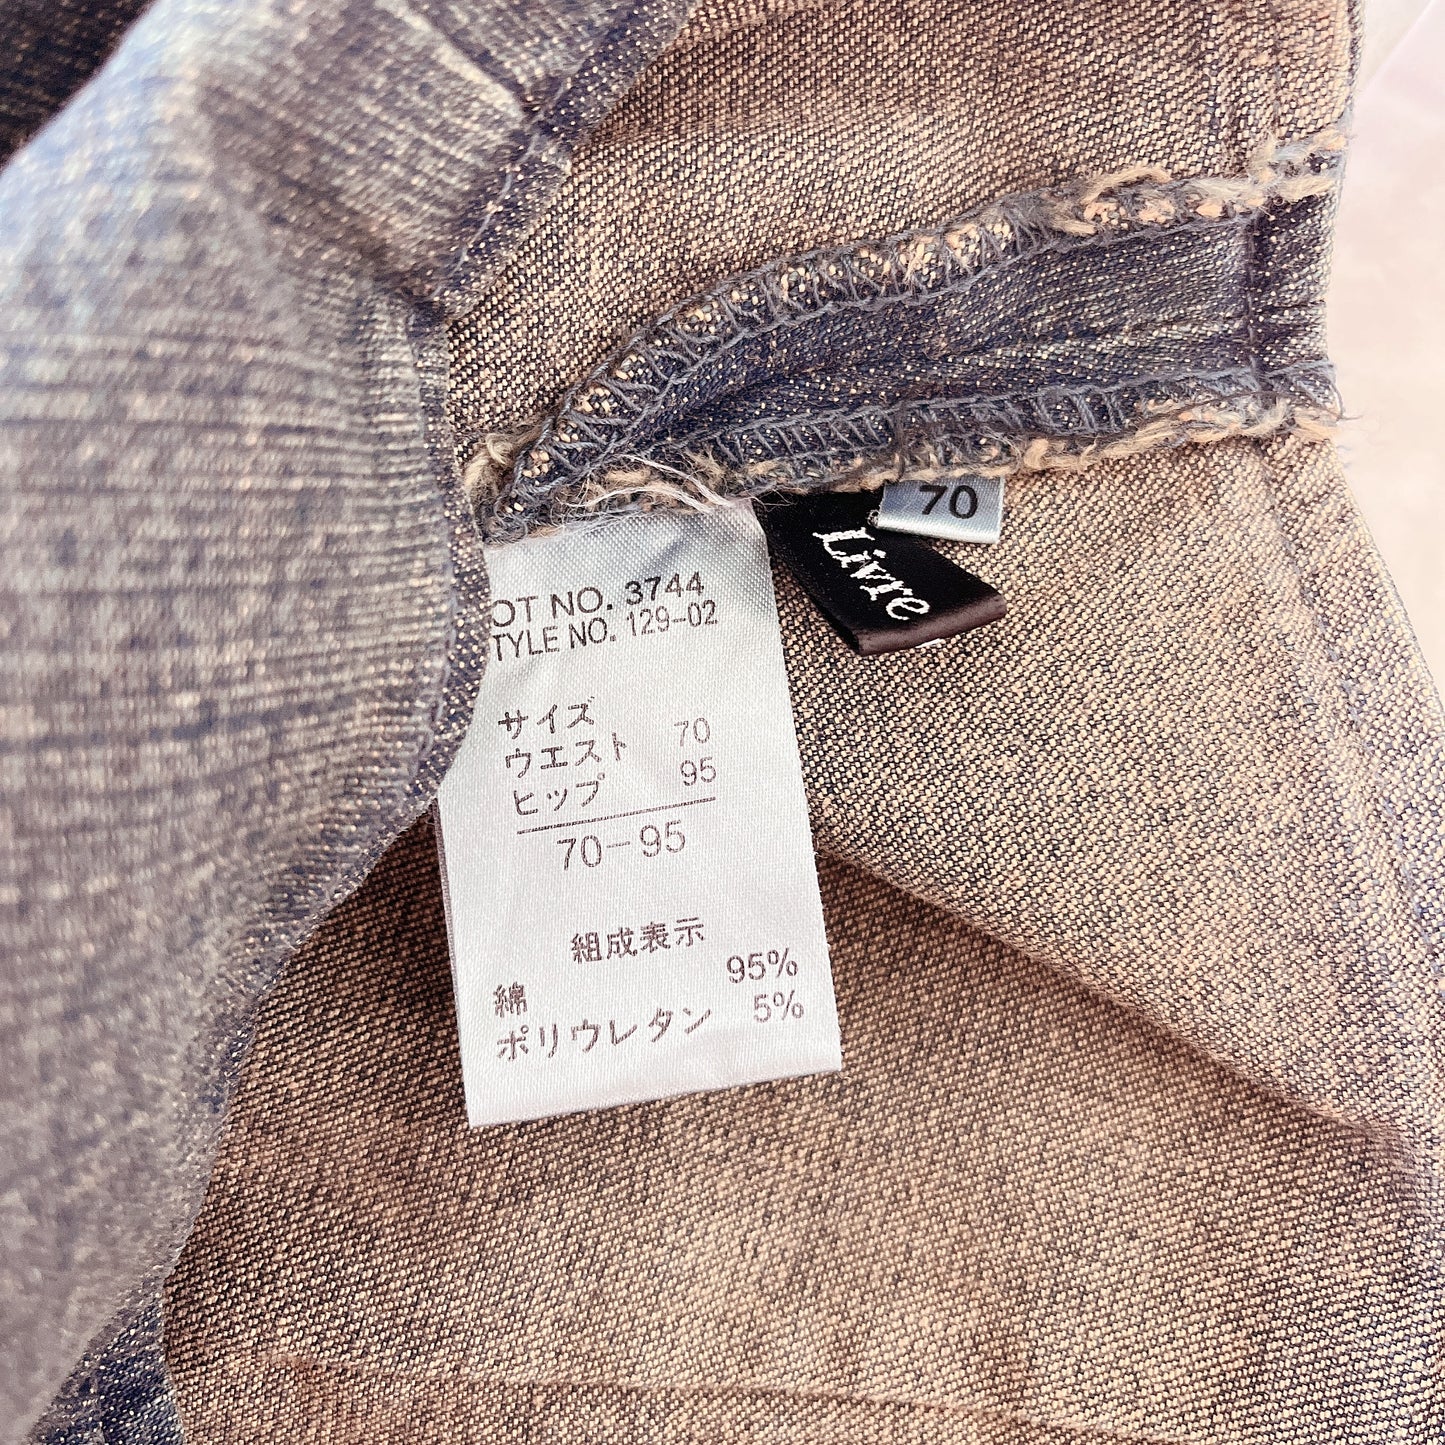 70
Livre
OT NO. 3744
TYLE NO. 129-02
サイズ
ウエスト 70
ヒップ 95
70-95
組成表示
綿 95%
ポリウレタン 5%